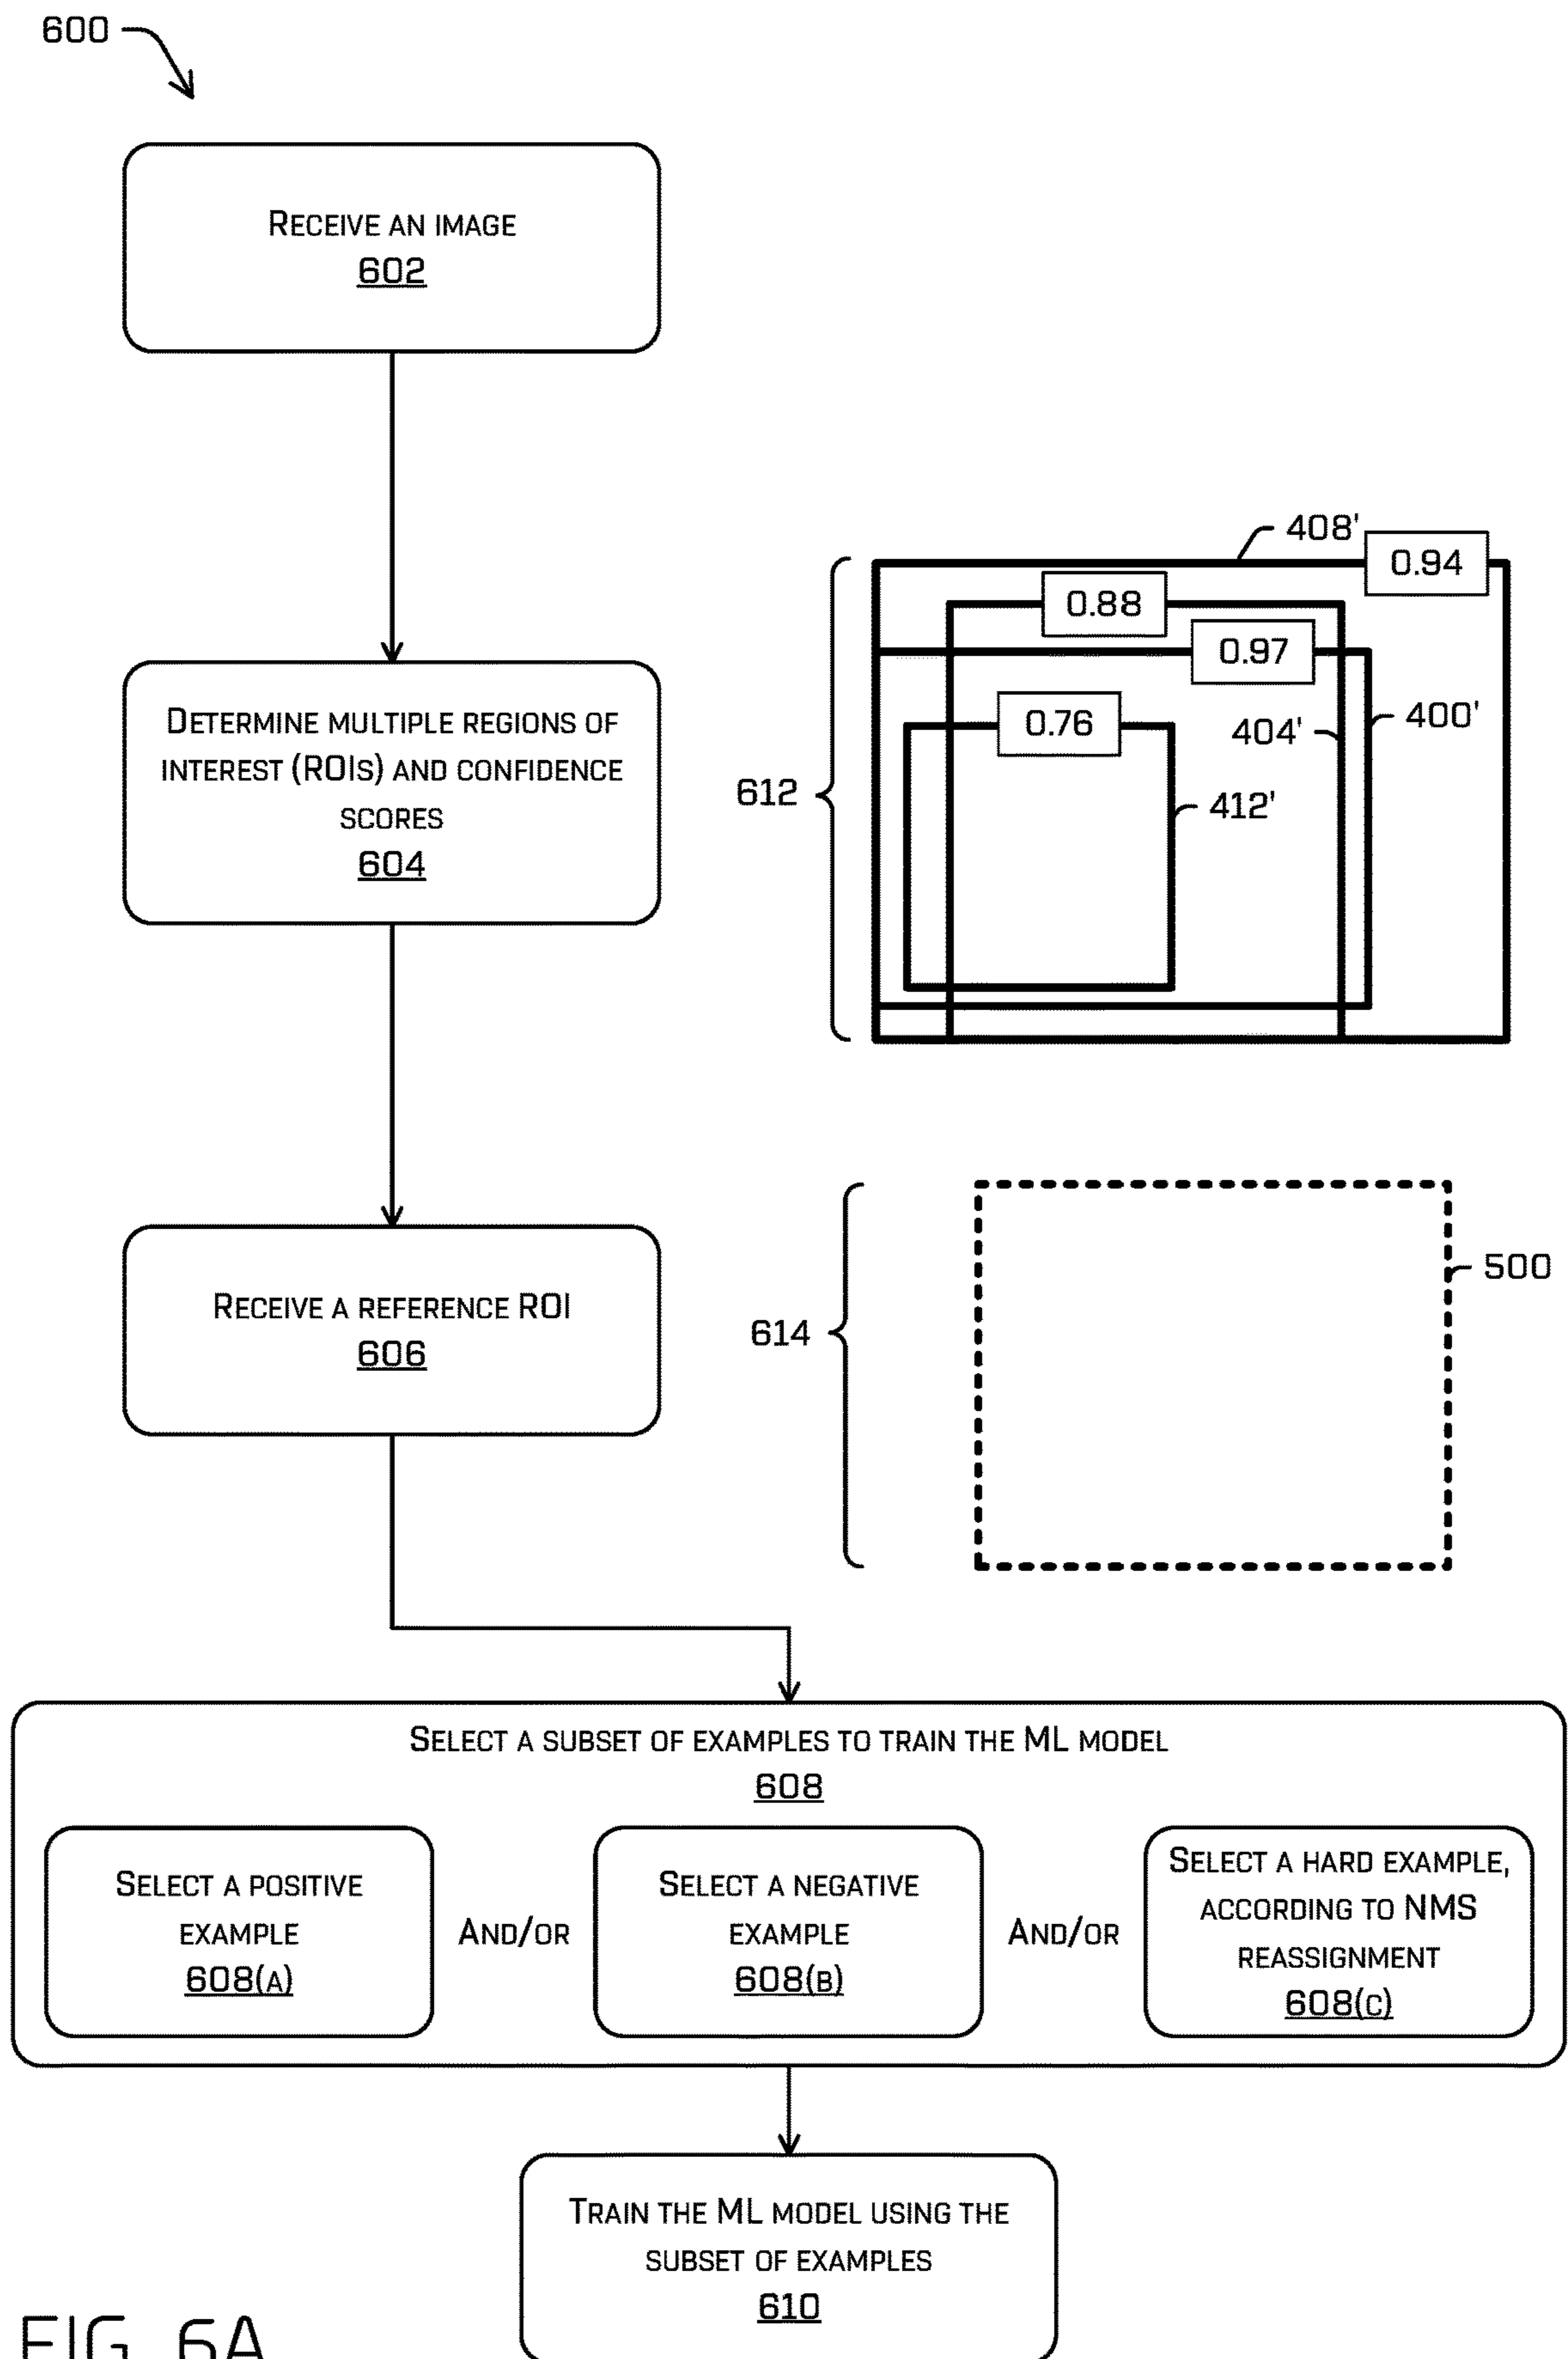 600
RECEIVE AN IMAGE
602
DETERMINE MULTIPLE REGIONS OF
INTEREST (ROIS) AND CONFIDENCE
SCORES
604
612
408'
0.94
0.88
0.97
0.76
404'
400'
412'
RECEIVE A REFERENCE ROI
606
614
500
SELECT A SUBSET OF EXAMPLES TO TRAIN THE ML MODEL
608
SELECT A POSITIVE
EXAMPLE
608(A)
AND/OR
SELECT A NEGATIVE
EXAMPLE
608(B)
AND/OR
SELECT A HARD EXAMPLE,
ACCORDING TO NMS
REASSIGNMENT
608(C)
TRAIN THE ML MODEL USING THE
SUBSET OF EXAMPLES
610
FIG. 6A